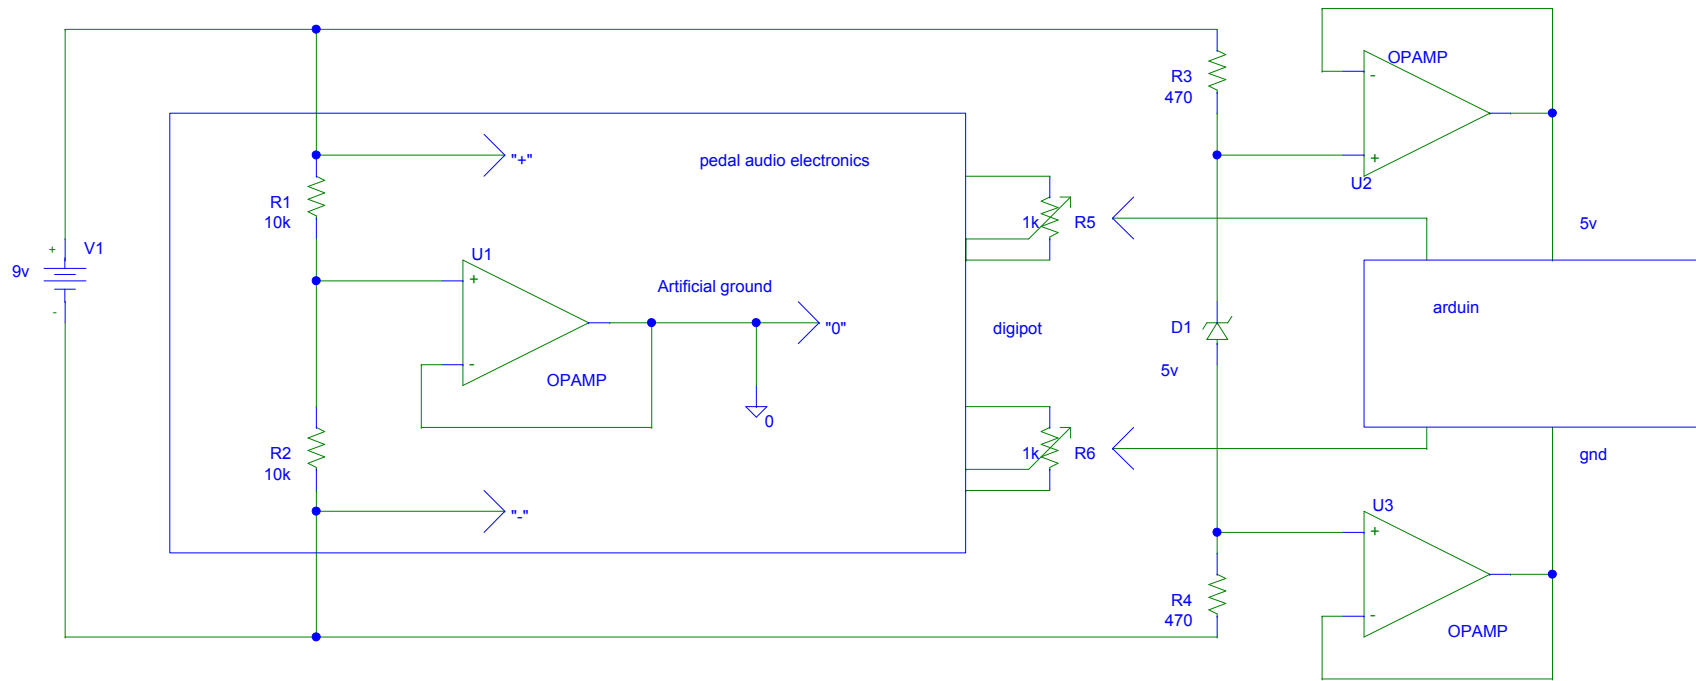 OPAMP
R3
470
+
-
U2
pedal audio electronics
"+"
R1
10k
1k
R5
5v
+
V1
9v
-
U1
+
-
OPAMP
Artificial ground
"0"
0
digipot
D1
5v
arduin
R2
10k
1k
R6
gnd
"-"
U3
+
-
R4
470
OPAMP